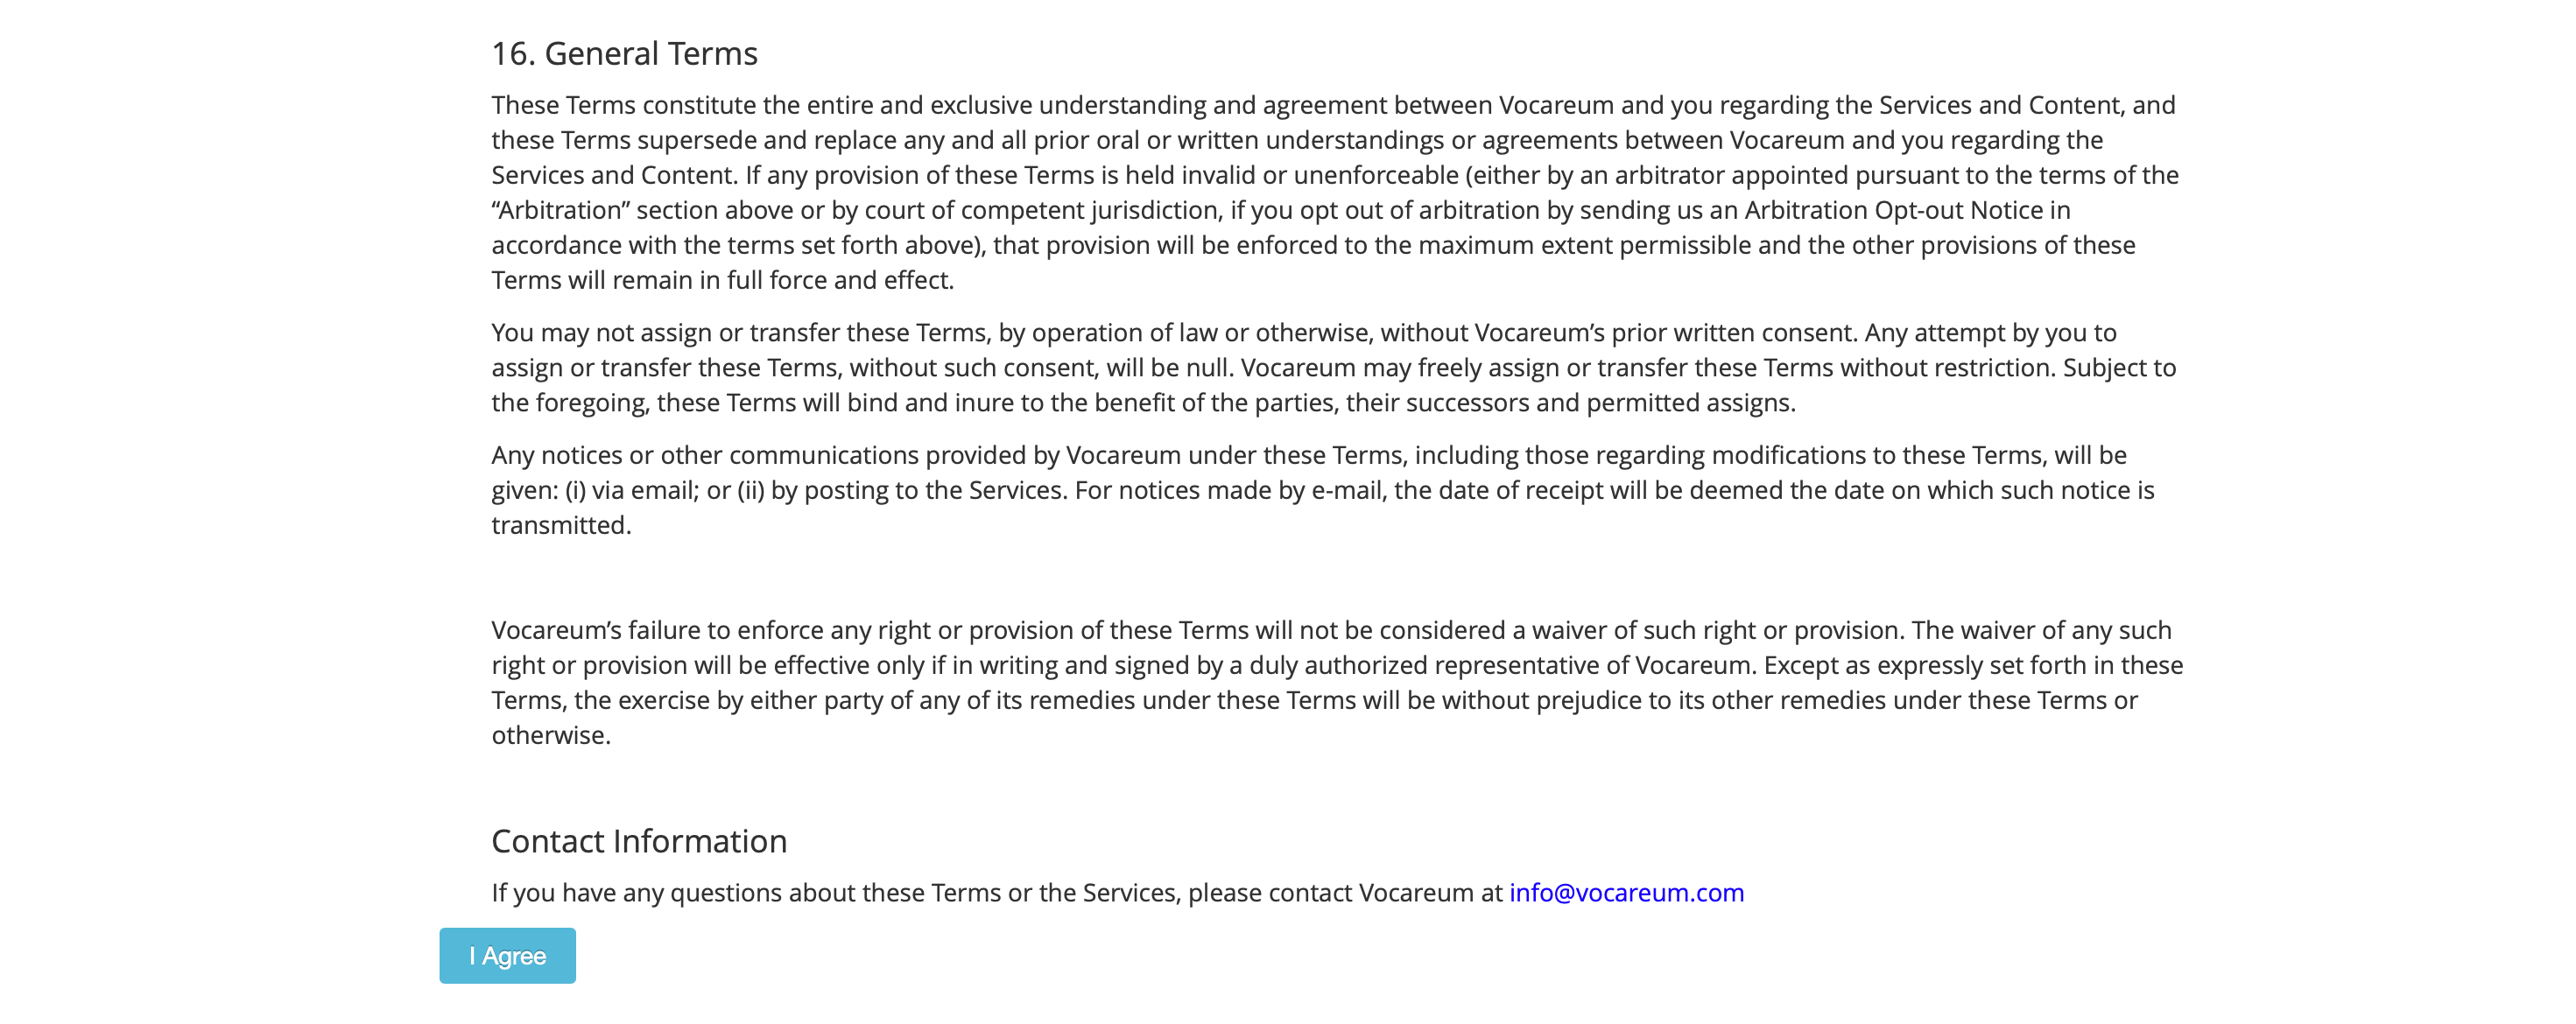 16. General Terms
These Terms constitute the entire and exclusive understanding and agreement between Vocareum and you regarding the Services and Content, and
these Terms supersede and replace any and all prior oral or written understandings or agreements between Vocareum and you regarding the
Services and Content. If any provision of these Terms is held invalid or unenforceable (either by an arbitrator appointed pursuant to the terms of the
“Arbitration” section above or by court of competent jurisdiction, if you opt out of arbitration by sending us an Arbitration Opt-out Notice in
accordance with the terms set forth above), that provision will be enforced to the maximum extent permissible and the other provisions of these
Terms will remain in full force and effect.
You may not assign or transfer these Terms, by operation of law or otherwise, without Vocareum’s prior written consent. Any attempt by you to
assign or transfer these Terms, without such consent, will be null. Vocareum may freely assign or transfer these Terms without restriction. Subject to
the foregoing, these Terms will bind and inure to the benefit of the parties, their successors and permitted assigns.
Any notices or other communications provided by Vocareum under these Terms, including those regarding modifications to these Terms, will be
given: (i) via email; or (ii) by posting to the Services. For notices made by e-mail, the date of receipt will be deemed the date on which such notice is
transmitted.
Vocareum’s failure to enforce any right or provision of these Terms will not be considered a waiver of such right or provision. The waiver of any such
right or provision will be effective only if in writing and signed by a duly authorized representative of Vocareum. Except as expressly set forth in these
Terms, the exercise by either party of any of its remedies under these Terms will be without prejudice to its other remedies under these Terms or
otherwise.
Contact Information
If you have any questions about these Terms or the Services, please contact Vocareum at info@vocareum.com
I Agree